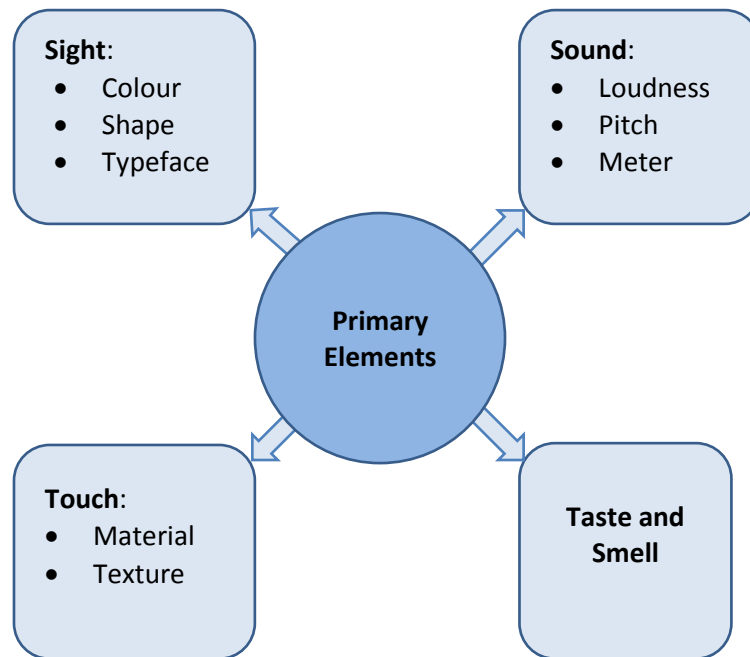 Sight:
• Colour
• Shape
• Typeface
Sound:
• Loudness
• Pitch
• Meter
Primary
Elements
Touch:
• Material
• Texture
Taste and
Smell